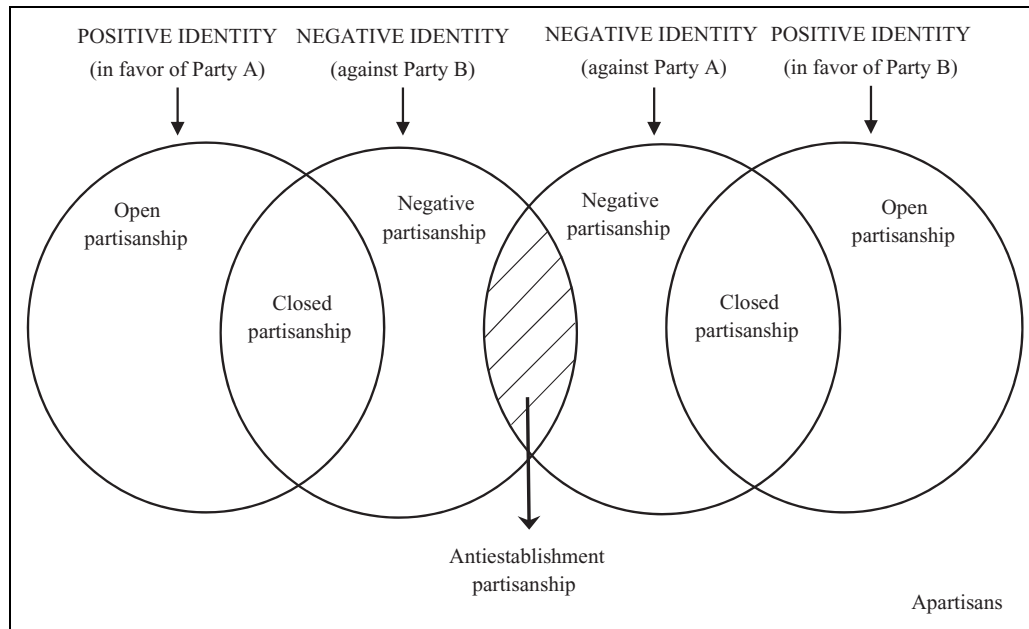 POSITIVE IDENTITY
(in favor of Party A)
NEGATIVE IDENTITY
(against Party B)
NEGATIVE IDENTITY
(against Party A)
POSITIVE IDENTITY
(in favor of Party B)
Open
partisanship
Negative
partisanship
Negative
partisanship
Open
partisanship
Closed
partisanship
Closed
partisanship
Antiestablishment
partisanship
Apartisans